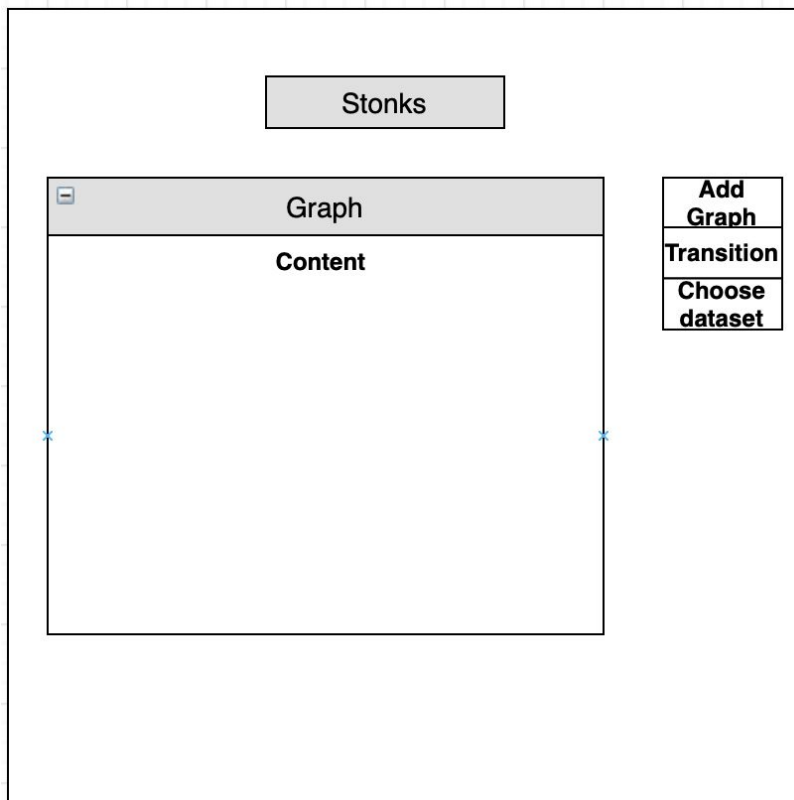 Stonks
Graph
Content
Add
Graph
Transition
Choose
dataset